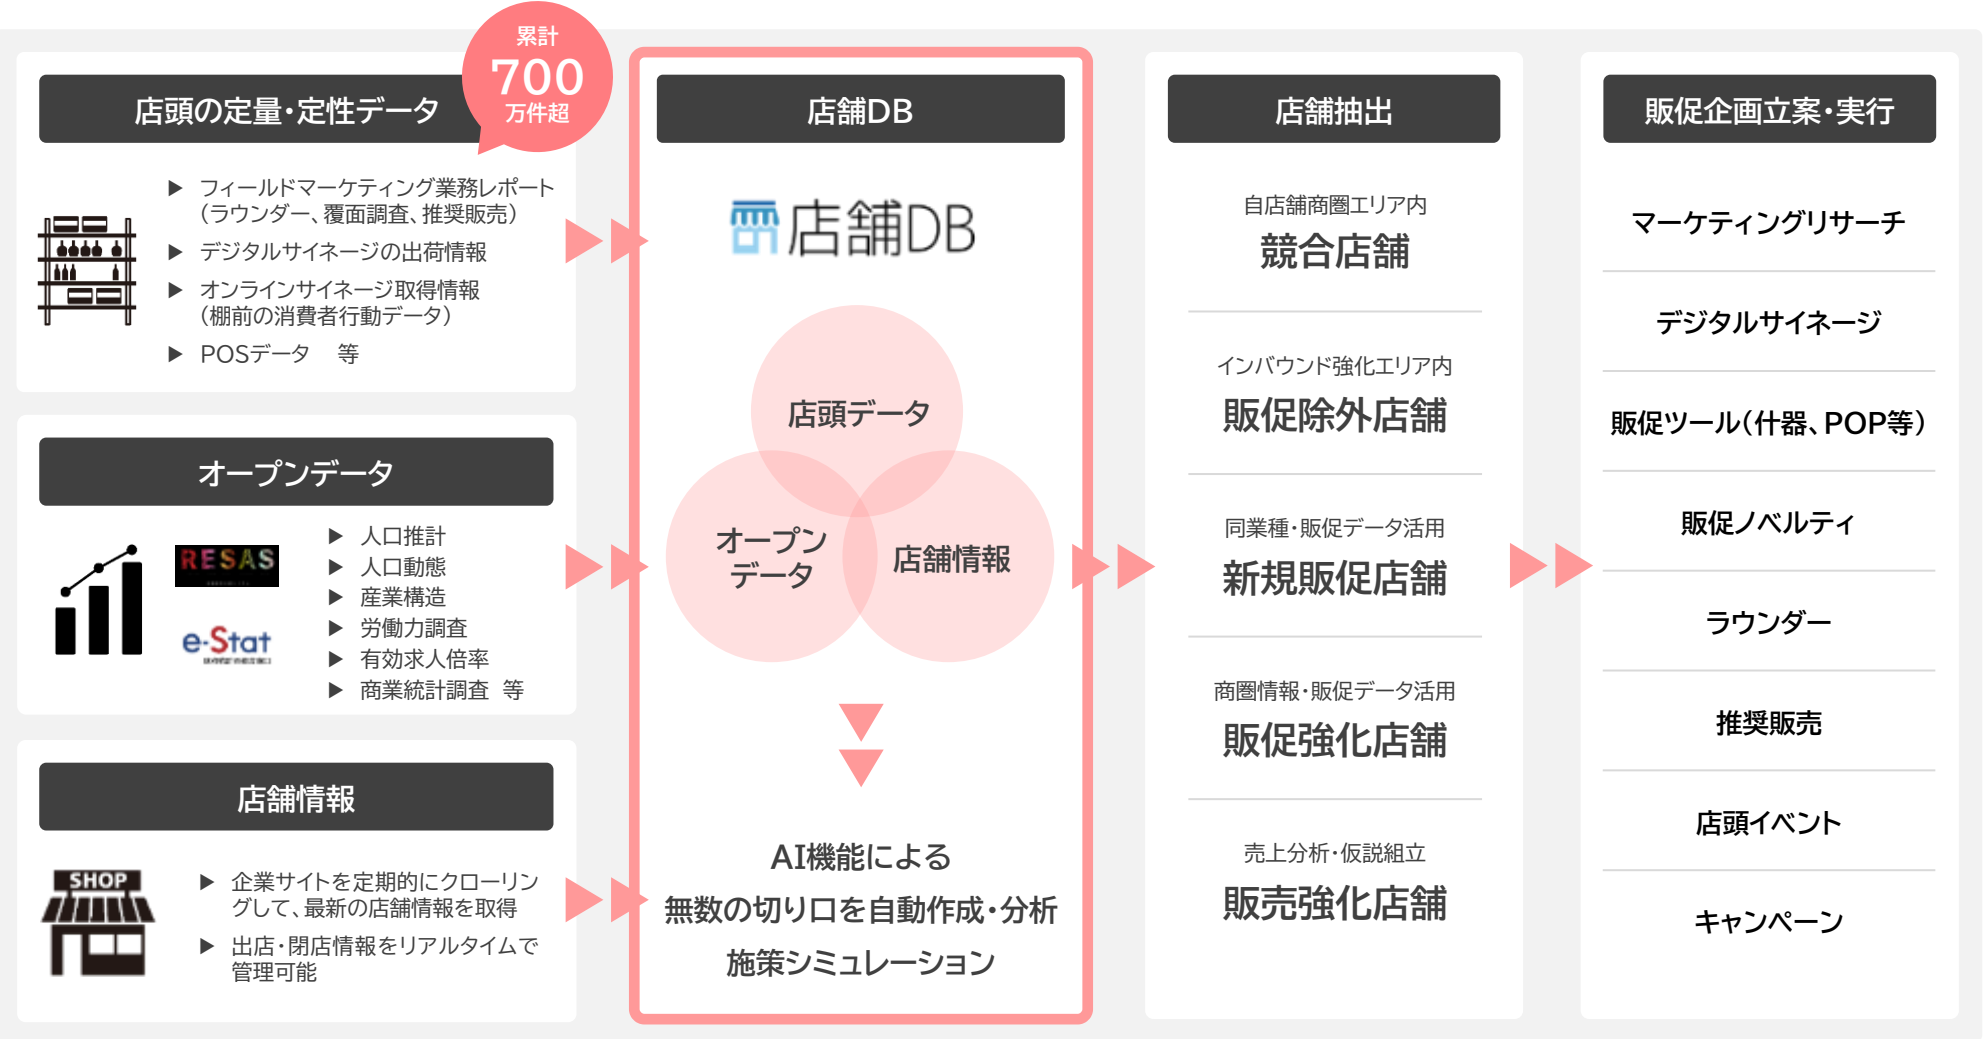 累計
700
万件超
店頭の定量・定性データ
フィールドマーケティング業務レポート
（ラウンダー、覆面調査、推奨販売）
デジタルサイネージの出荷情報
オンラインサイネージ取得情報
（棚前の消費者行動データ）
POSデータ　等
オープンデータ
RESAS
e-Stat
人口推計
人口動態
産業構造
労働力調査
有効求人倍率
商業統計調査　等
店舗情報
SHOP
企業サイトを定期的にクローリン
グして、最新の店舗情報を取得
出店・閉店情報をリアルタイムで
管理可能
店舗DB
店舗DB
店頭データ
オープン
データ
店舗情報
AI機能による
無数の切り口を自動作成・分析
施策シミュレーション
店舗抽出
自店舗商圏エリア内
競合店舗
インバウンド強化エリア内
販促除外店舗
同業種・販促データ活用
新規販促店舗
商圏情報・販促データ活用
販促強化店舗
売上分析・仮説組立
販売強化店舗
販促企画立案・実行
マーケティングリサーチ
デジタルサイネージ
販促ツール（什器、POP等）
販促ノベルティ
ラウンダー
推奨販売
店頭イベント
キャンペーン